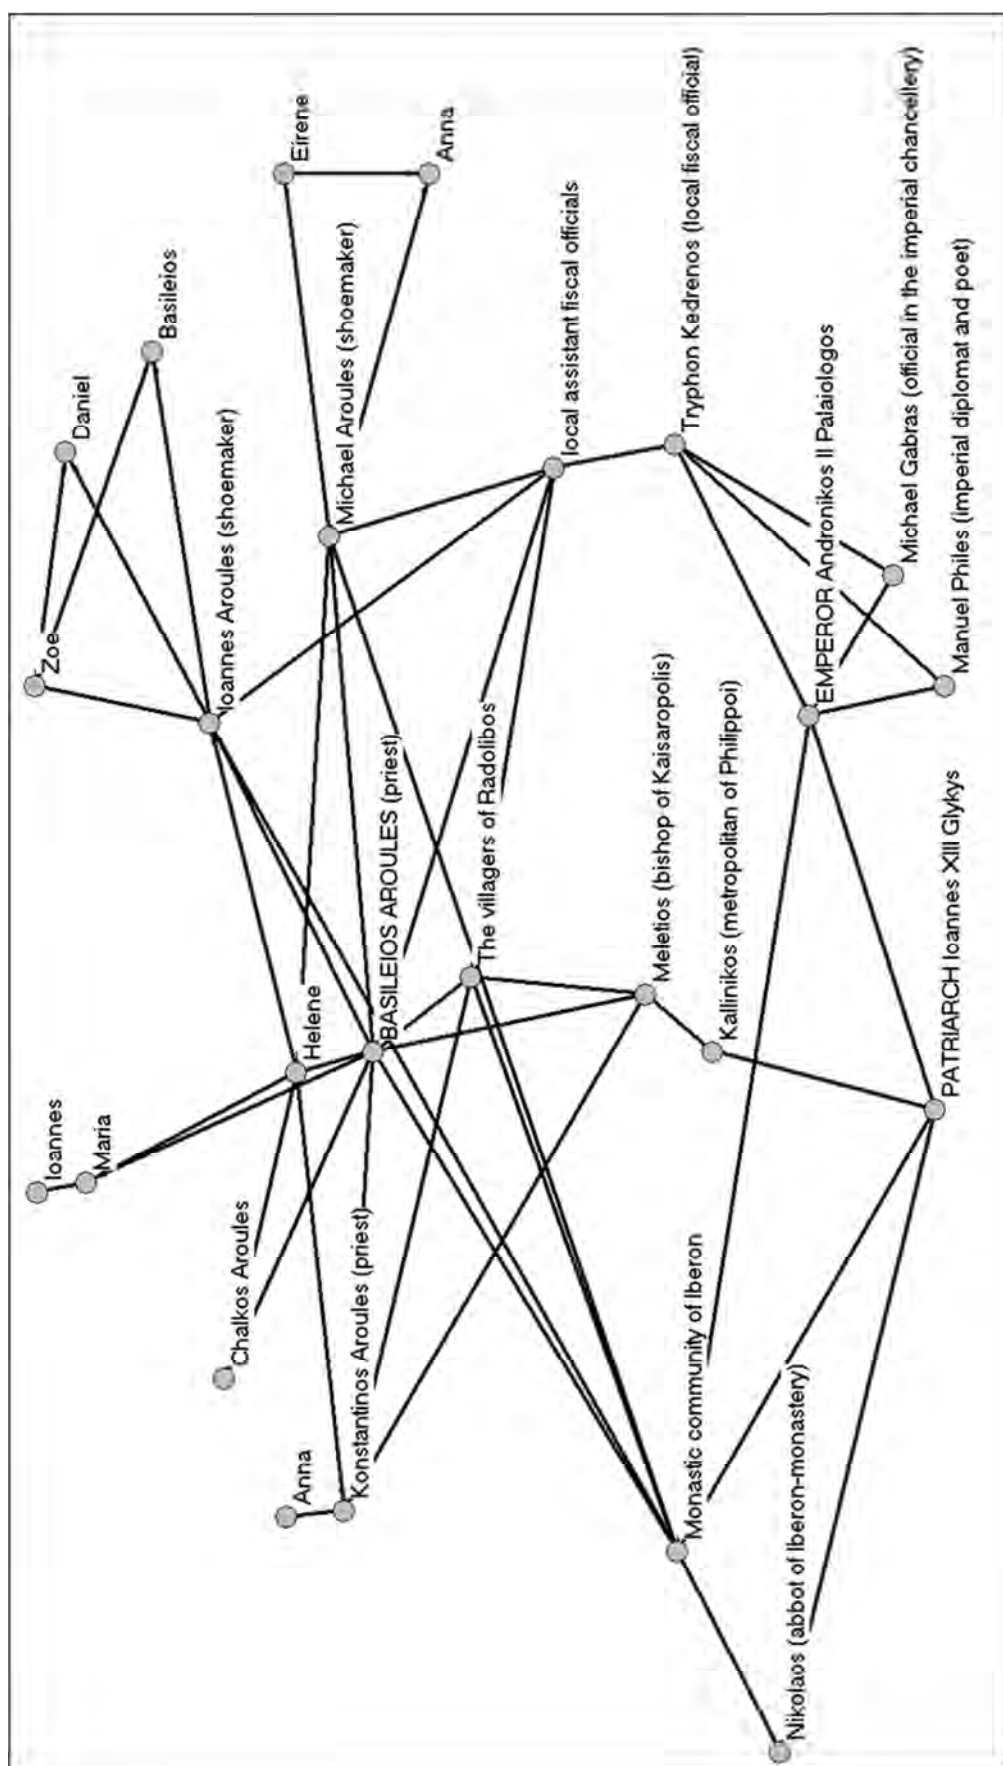 Ioannes
Maria
Zoe
Daniel
Basileios
Ioannes Aroules (shoemaker)
Eirene
Anna
Michael Aroules (shoemaker)
Chalkos Aroules
Helene
BASILEIOS AROULES (priest)
Anna
Konstantinos Aroules (priest)
The villagers of Radolibos
local assistant fiscal officials
Tryphon Kedrenos (local fiscal official)
Meletios (bishop of Kaisaropolis)
Kallinikos (metropolitan of Philippoi)
Monastic community of Iberon
Nikolaos (abbot of Iberon-monastery)
EMPEROR Andronikos II Palaiologos
Michael Gabras (official in the imperial chancellery)
Manuel Philes (imperial diplomat and poet)
PATRIARCH Ioannes XIII Glykys